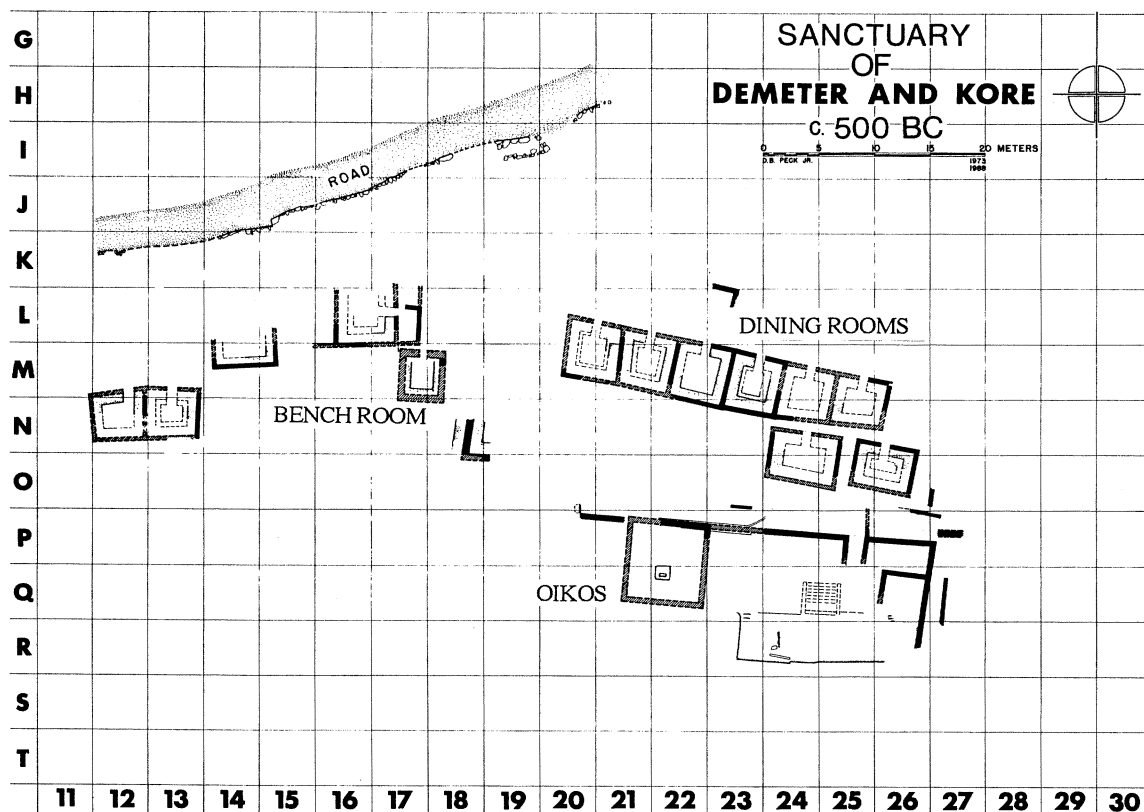 SANCTUARY
OF
DEMETER AND KORE
c. 500 BC
0 5 10 15 20 METERS
D.B. PECK JR. 1973
1988
G
H
I
J
K
L
M
N
O
P
Q
R
S
T
ROAD
DINING ROOMS
BENCH ROOM
OIKOS
11 12 13 14 15 16 17 18 19 20 21 22 23 24 25 26 27 28 29 30